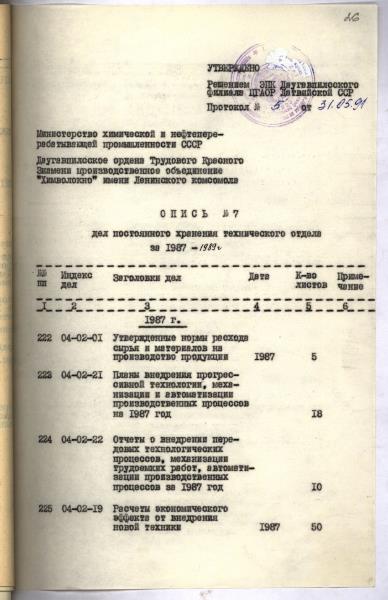 26
УТВЕРЖДЕНО
Решением ЭПК Даугавпилсского
филиала ЦГАОР Латвийской ССР
Протокол № 5 от 31.05.91
Министерство химической и нефтепере-
рабатывающей промышленности СССР
Даугавпилсское ордена Трудового Красного
Знамени производственное объединение
"Химволокно" имени Ленинского комсомола
ОПИСЬ №7
дел постоянного хранения технического отдела
за 1987 - 1989г
№№ Индекс Заголовки дел Дата К-во Приме-
пп дел листов чание
1 2 3 4 5 6
1987 г.
222 04-02-01 Утвержденные нормы расхода
сырья и материалов на
производство продукции 1987 5
223 04-02-21 Планы внедрения прогрес-
сивной технологии, меха-
низации и автоматизации
производственных процессов
на 1987 год 18
224 04-02-22 Отчеты о внедрении пере-
довых технологических
процессов, механизации
трудоемких работ, автомати-
зации производственных
процессов за 1987 год 10
225 04-02-19 Расчеты экономического
эффекта от внедрения
новой техники 1987 50